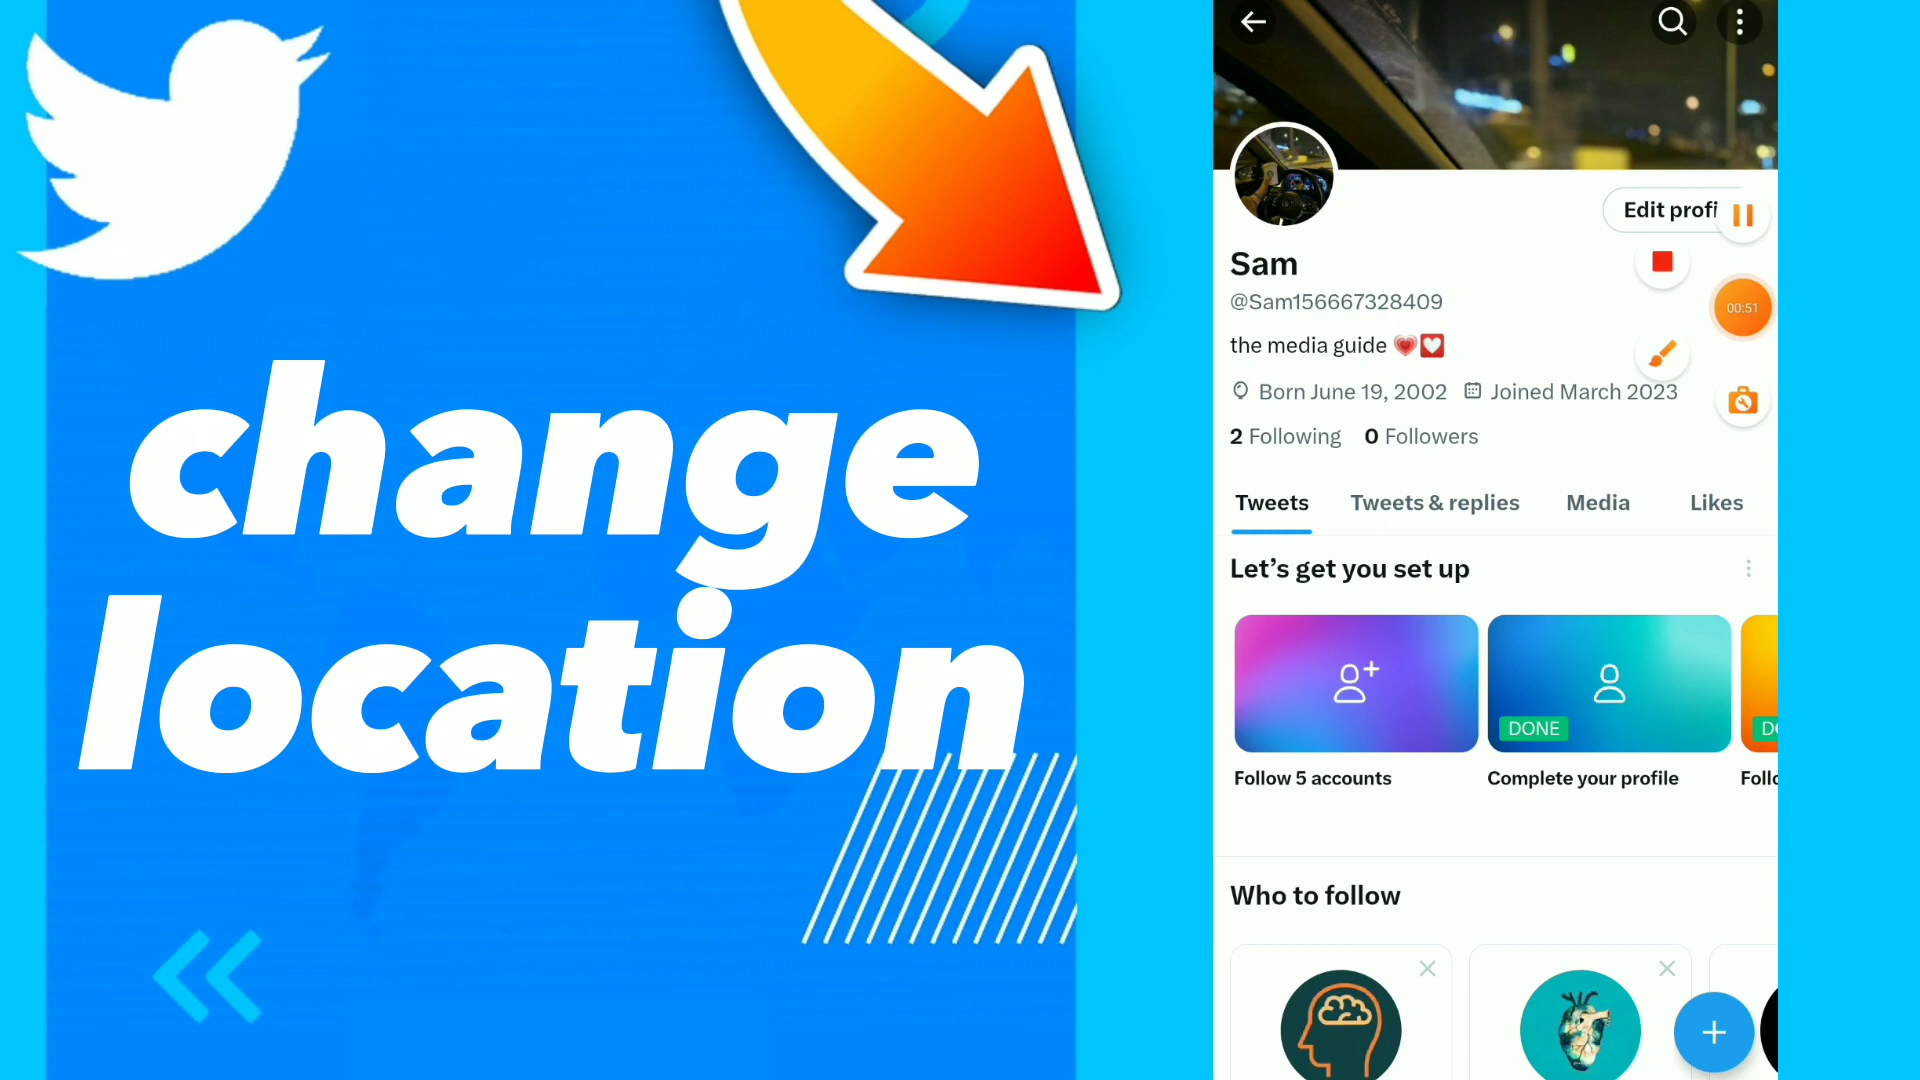 change
location
Edit profi
Sam
@Sam156667328409
00:51
the media guide 💗💟
Born June 19, 2002 Joined March 2023
2 Following 0 Followers
Tweets Tweets & replies Media Likes
Let’s get you set up
DONE
Follow 5 accounts Complete your profile
Who to follow